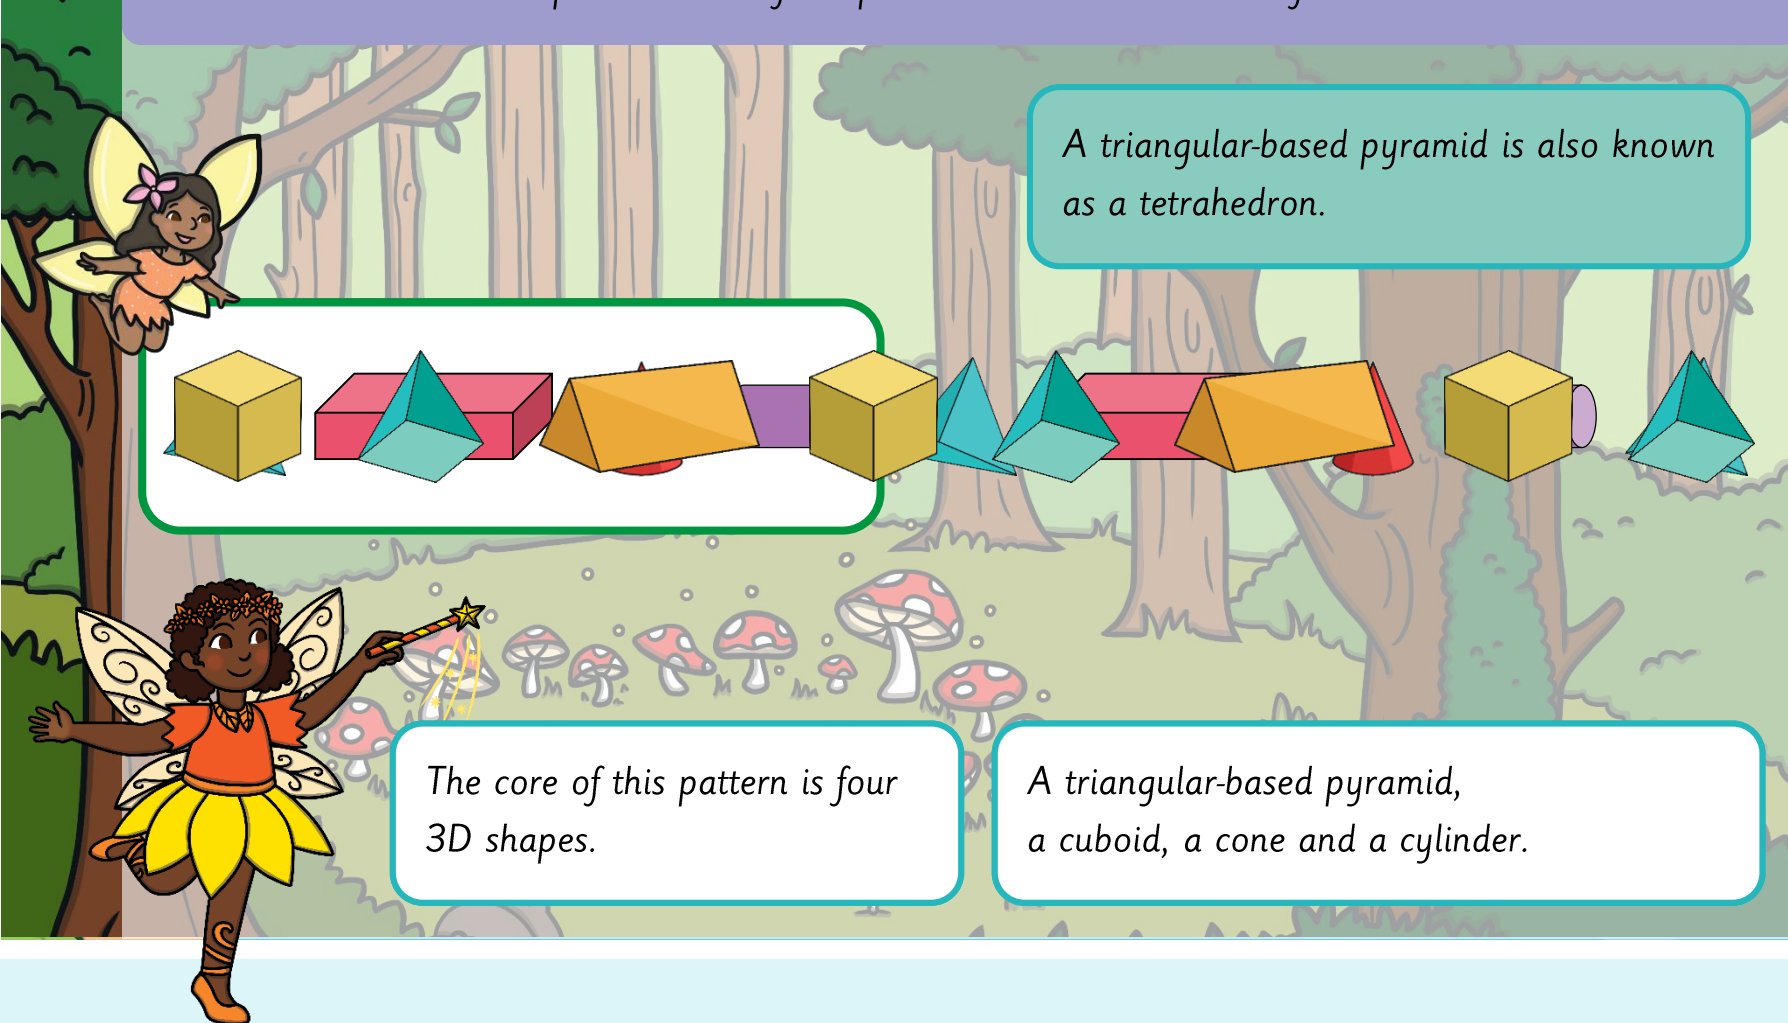 A triangular-based pyramid is also known
as a tetrahedron.
The core of this pattern is four
3D shapes.
A triangular-based pyramid,
a cuboid, a cone and a cylinder.